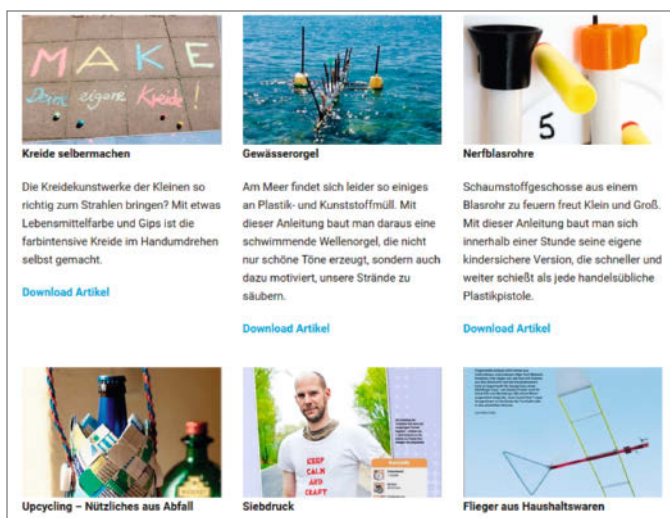 MAKE
Deine eigene Kreide!
Kreide selbermachen
Die Kreidekunstwerke der Kleinen so
richtig zum Strahlen bringen? Mit etwas
Lebensmittelfarbe und Gips ist die
farbintensive Kreide im Handumdrehen
selbst gemacht.
Download Artikel
Gewässerorgel
Am Meer findet sich leider so einiges
an Plastik- und Kunststoffmüll. Mit
dieser Anleitung baut man daraus eine
schwimmende Wellenorgel, die nicht
nur schöne Töne erzeugt, sondern auch
dazu motiviert, unsere Strände zu
säubern.
Download Artikel
5
Nerfblasrohre
Schaumstoffgeschosse aus einem
Blasrohr zu feuern freut Klein und Groß.
Mit dieser Anleitung baut man sich
innerhalb einer Stunde seine eigene
kindersichere Version, die schneller und
weiter schießt als jede handelsübliche
Plastikpistole.
Download Artikel
Upcycling – Nützliches aus Abfall
KEEP
CALM
AND
CRAFT
Siebdruck
Flieger aus Haushaltswaren